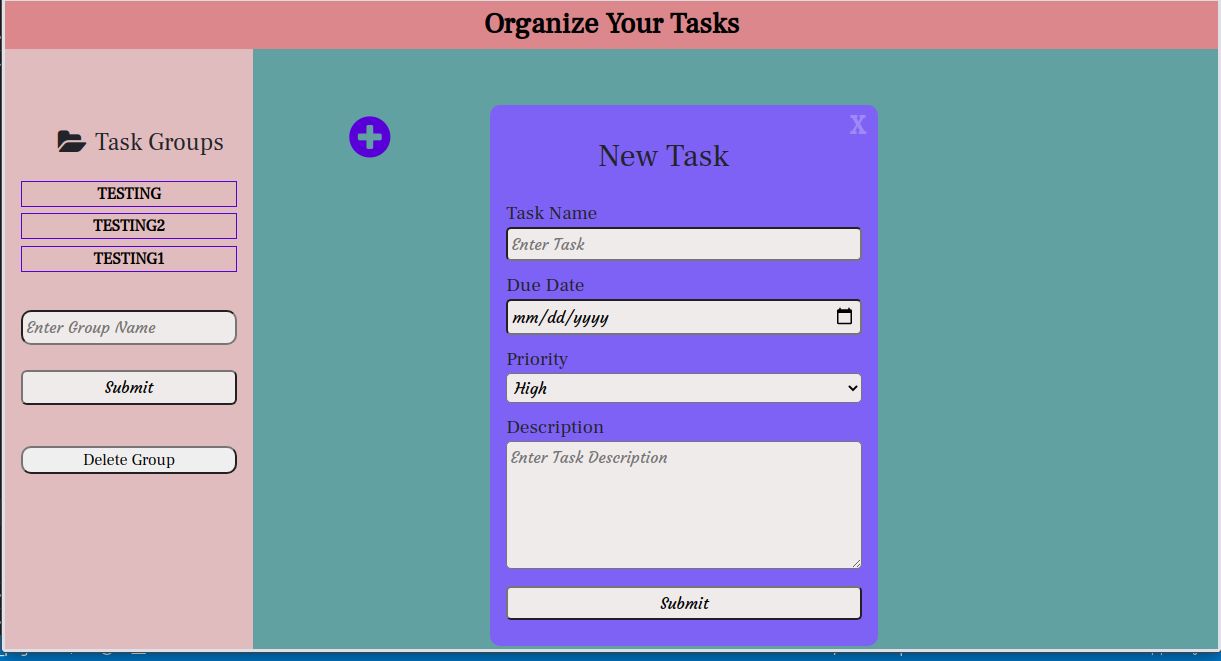 Organize Your Tasks
Task Groups
TESTING
TESTING2
TESTING1
Enter Group Name
Submit
Delete Group
X
New Task
Task Name
Enter Task
Due Date
mm/dd/yyyy
Priority
High
Description
Enter Task Description
Submit